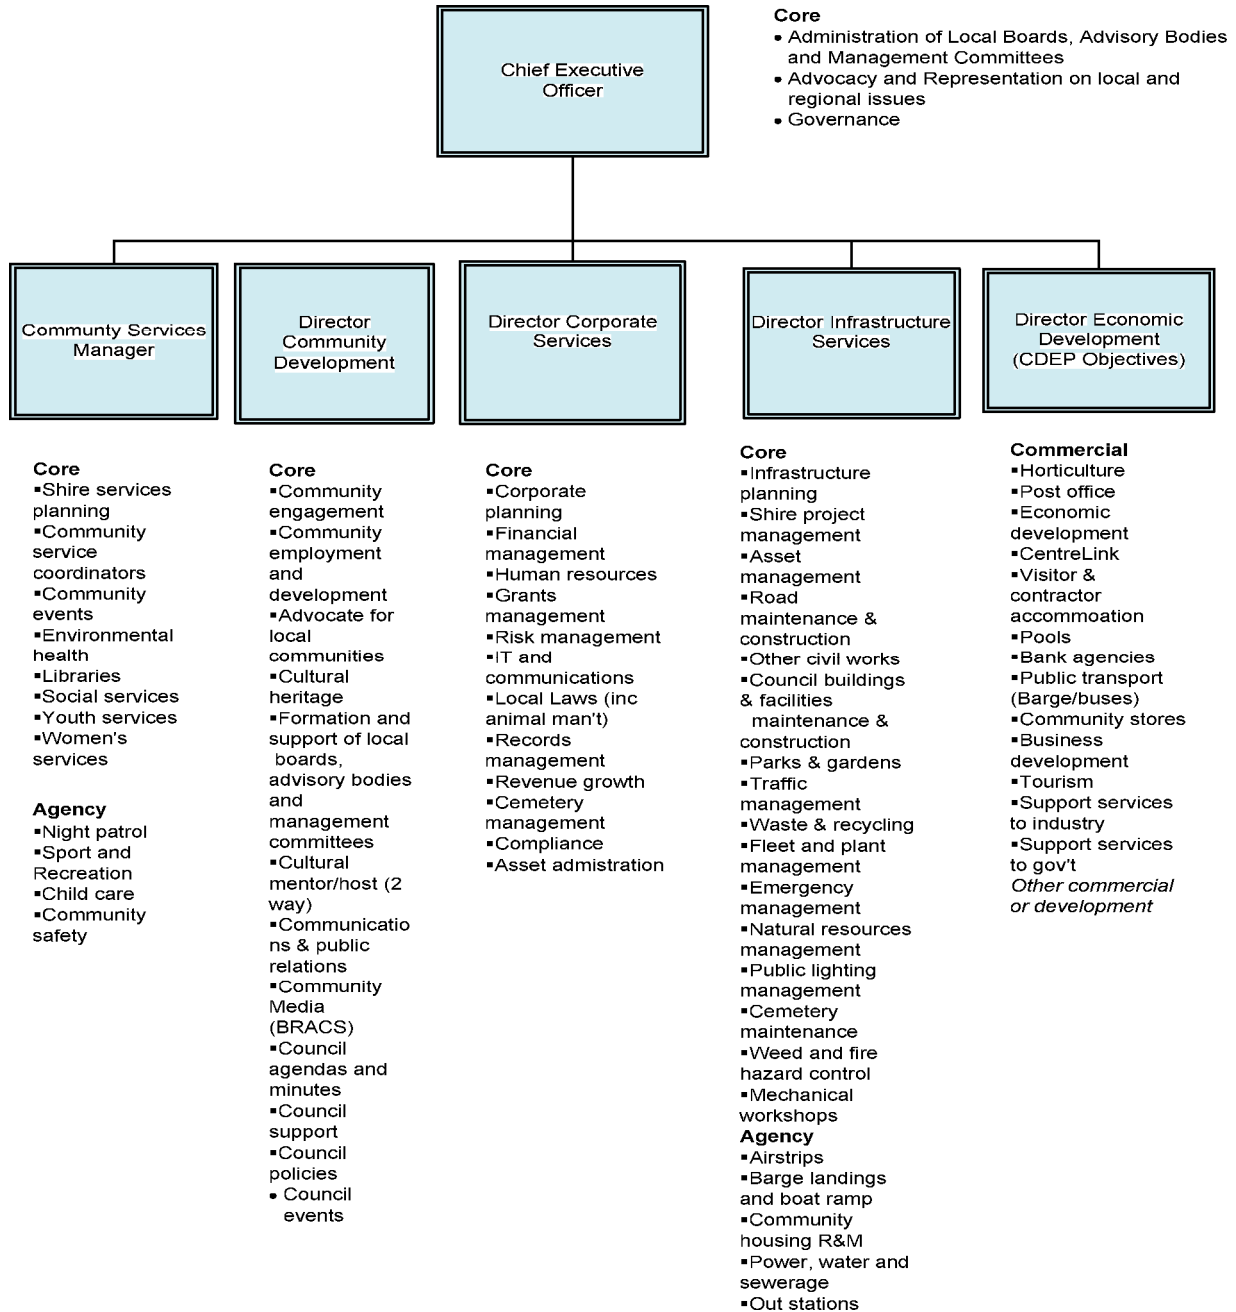 Chief Executive
Officer
Core
• Administration of Local Boards, Advisory Bodies
and Management Committees
• Advocacy and Representation on local and
regional issues
• Governance
Communty Services
Manager
Director
Community
Development
Director Corporate
Services
Director Infrastructure
Services
Director Economic
Development
(CDEP Objectives)
Core
▪Shire services
planning
▪Community
service
coordinators
▪Community
events
▪Environmental
health
▪Libraries
▪Social services
▪Youth services
▪Women's
services
Agency
▪Night patrol
▪Sport and
Recreation
▪Child care
▪Community
safety
Core
▪Community
engagement
▪Community
employment
and
development
▪Advocate for
local
communities
▪Cultural
heritage
▪Formation and
support of local
boards,
advisory bodies
and
management
committees
▪Cultural
mentor/host (2
way)
▪Communicatio
ns & public
relations
▪Community
Media
(BRACS)
▪Council
agendas and
minutes
▪Council
support
▪Council
policies
• Council
events
Core
▪Corporate
planning
▪Financial
management
▪Human resources
▪Grants
management
▪Risk management
▪IT and
communications
▪Local Laws (inc
animal man't)
▪Records
management
▪Revenue growth
▪Cemetery
management
▪Compliance
▪Asset admistration
Core
▪Infrastructure
planning
▪Shire project
management
▪Asset
management
▪Road
maintenance &
construction
▪Other civil works
▪Council buildings
& facilities
maintenance &
construction
▪Parks & gardens
▪Traffic
management
▪Waste & recycling
▪Fleet and plant
management
▪Emergency
management
▪Natural resources
management
▪Public lighting
management
▪Cemetery
maintenance
▪Weed and fire
hazard control
▪Mechanical
workshops
Agency
▪Airstrips
▪Barge landings
and boat ramp
▪Community
housing R&M
▪Power, water and
sewerage
▪Out stations
Commercial
▪Horticulture
▪Post office
▪Economic
development
▪CentreLink
▪Visitor &
contractor
accommoation
▪Pools
▪Bank agencies
▪Public transport
(Barge/buses)
▪Community stores
▪Business
development
▪Tourism
▪Support services
to industry
▪Support services
to gov't
Other commercial
or development